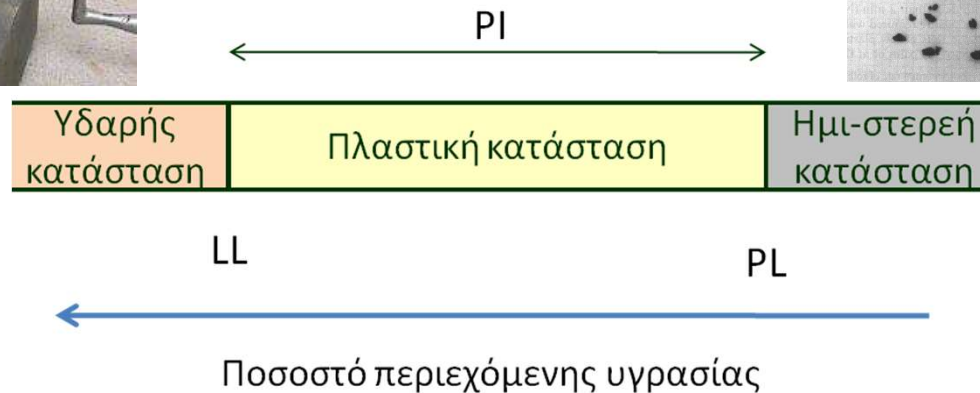 PI
Υδαρής
κατάσταση
Πλαστική κατάσταση
Ημι-στερεή
κατάσταση
LL
PL
Ποσοστό περιεχόμενης υγρασίας